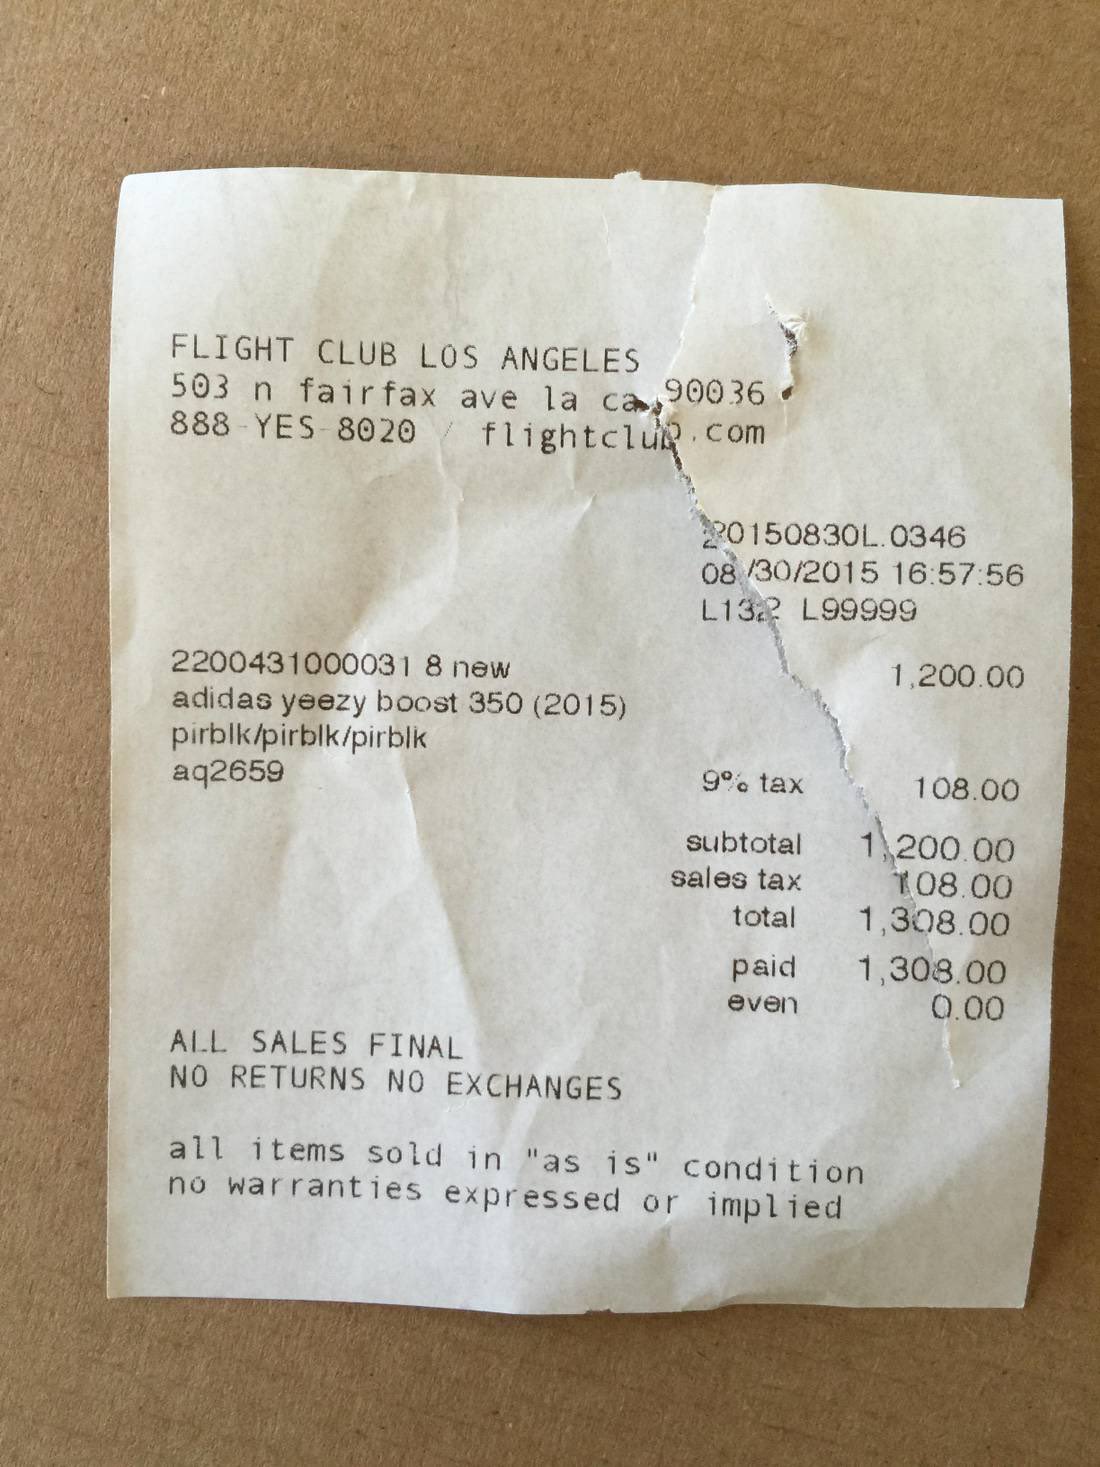 FLIGHT CLUB LOS ANGELES
503 n fairfax ave la ca 90036
888-YES-8020 / flightclub.com
20150830L.0346
08/30/2015 16:57:56
L132 L99999
2200431000031 8 new 1,200.00
adidas yeezy boost 350 (2015)
pirblk/pirblk/pirblk
aq2659
9% tax 108.00
subtotal 1,200.00
sales tax 108.00
total 1,308.00
paid 1,308.00
even 0.00
ALL SALES FINAL
NO RETURNS NO EXCHANGES
all items sold in "as is" condition
no warranties expressed or implied